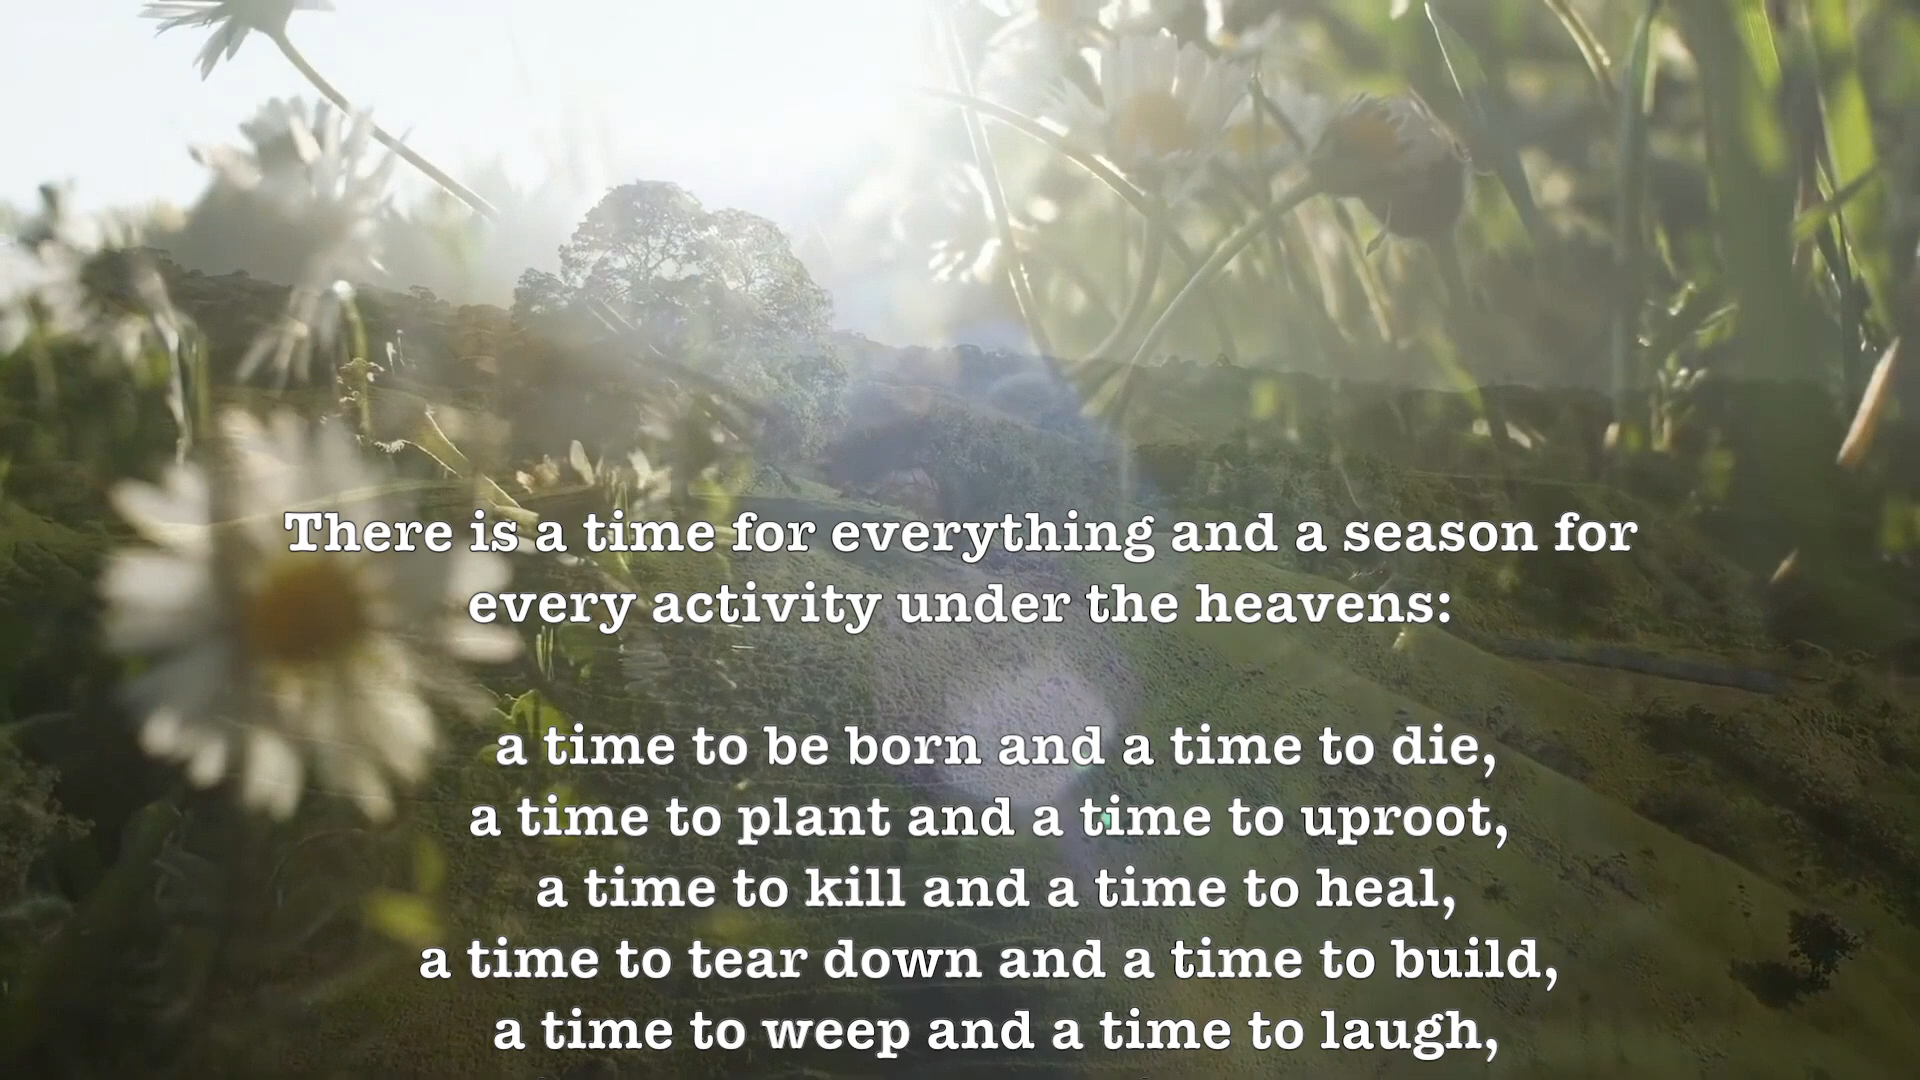 There is a time for everything and a season for
every activity under the heavens:
a time to be born and a time to die,
a time to plant and a time to uproot,
a time to kill and a time to heal,
a time to tear down and a time to build,
a time to weep and a time to laugh,